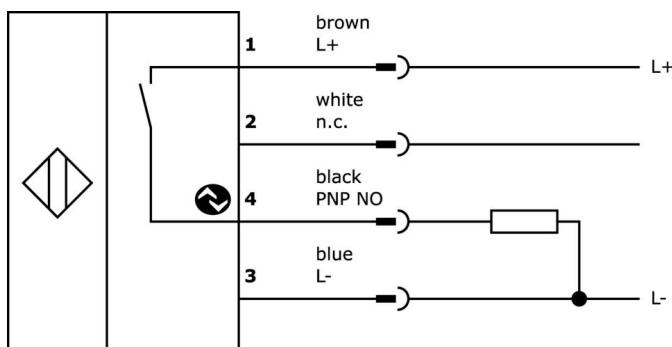 brown
1 L+
L+
white
2 n.c.
black
4 PNP NO
blue
3 L-
L-